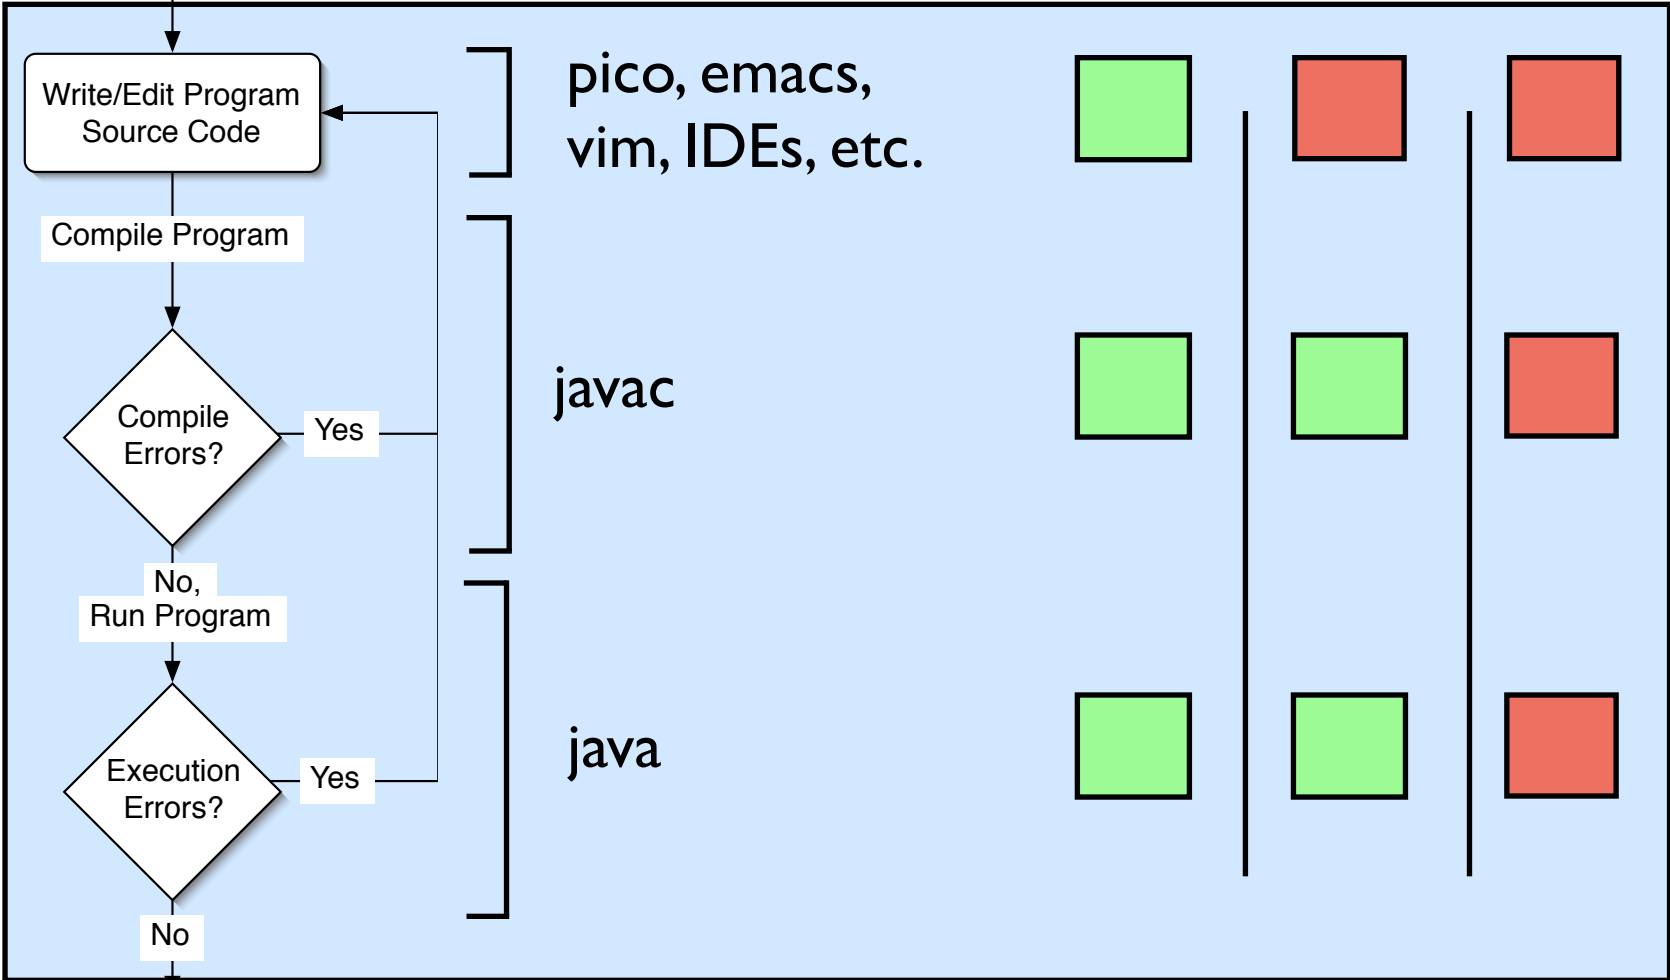 Write/Edit Program
Source Code
pico, emacs,
vim, IDEs, etc.
Compile Program
Compile
Errors?
Yes
javac
No,
Run Program
Execution
Errors?
Yes
java
No